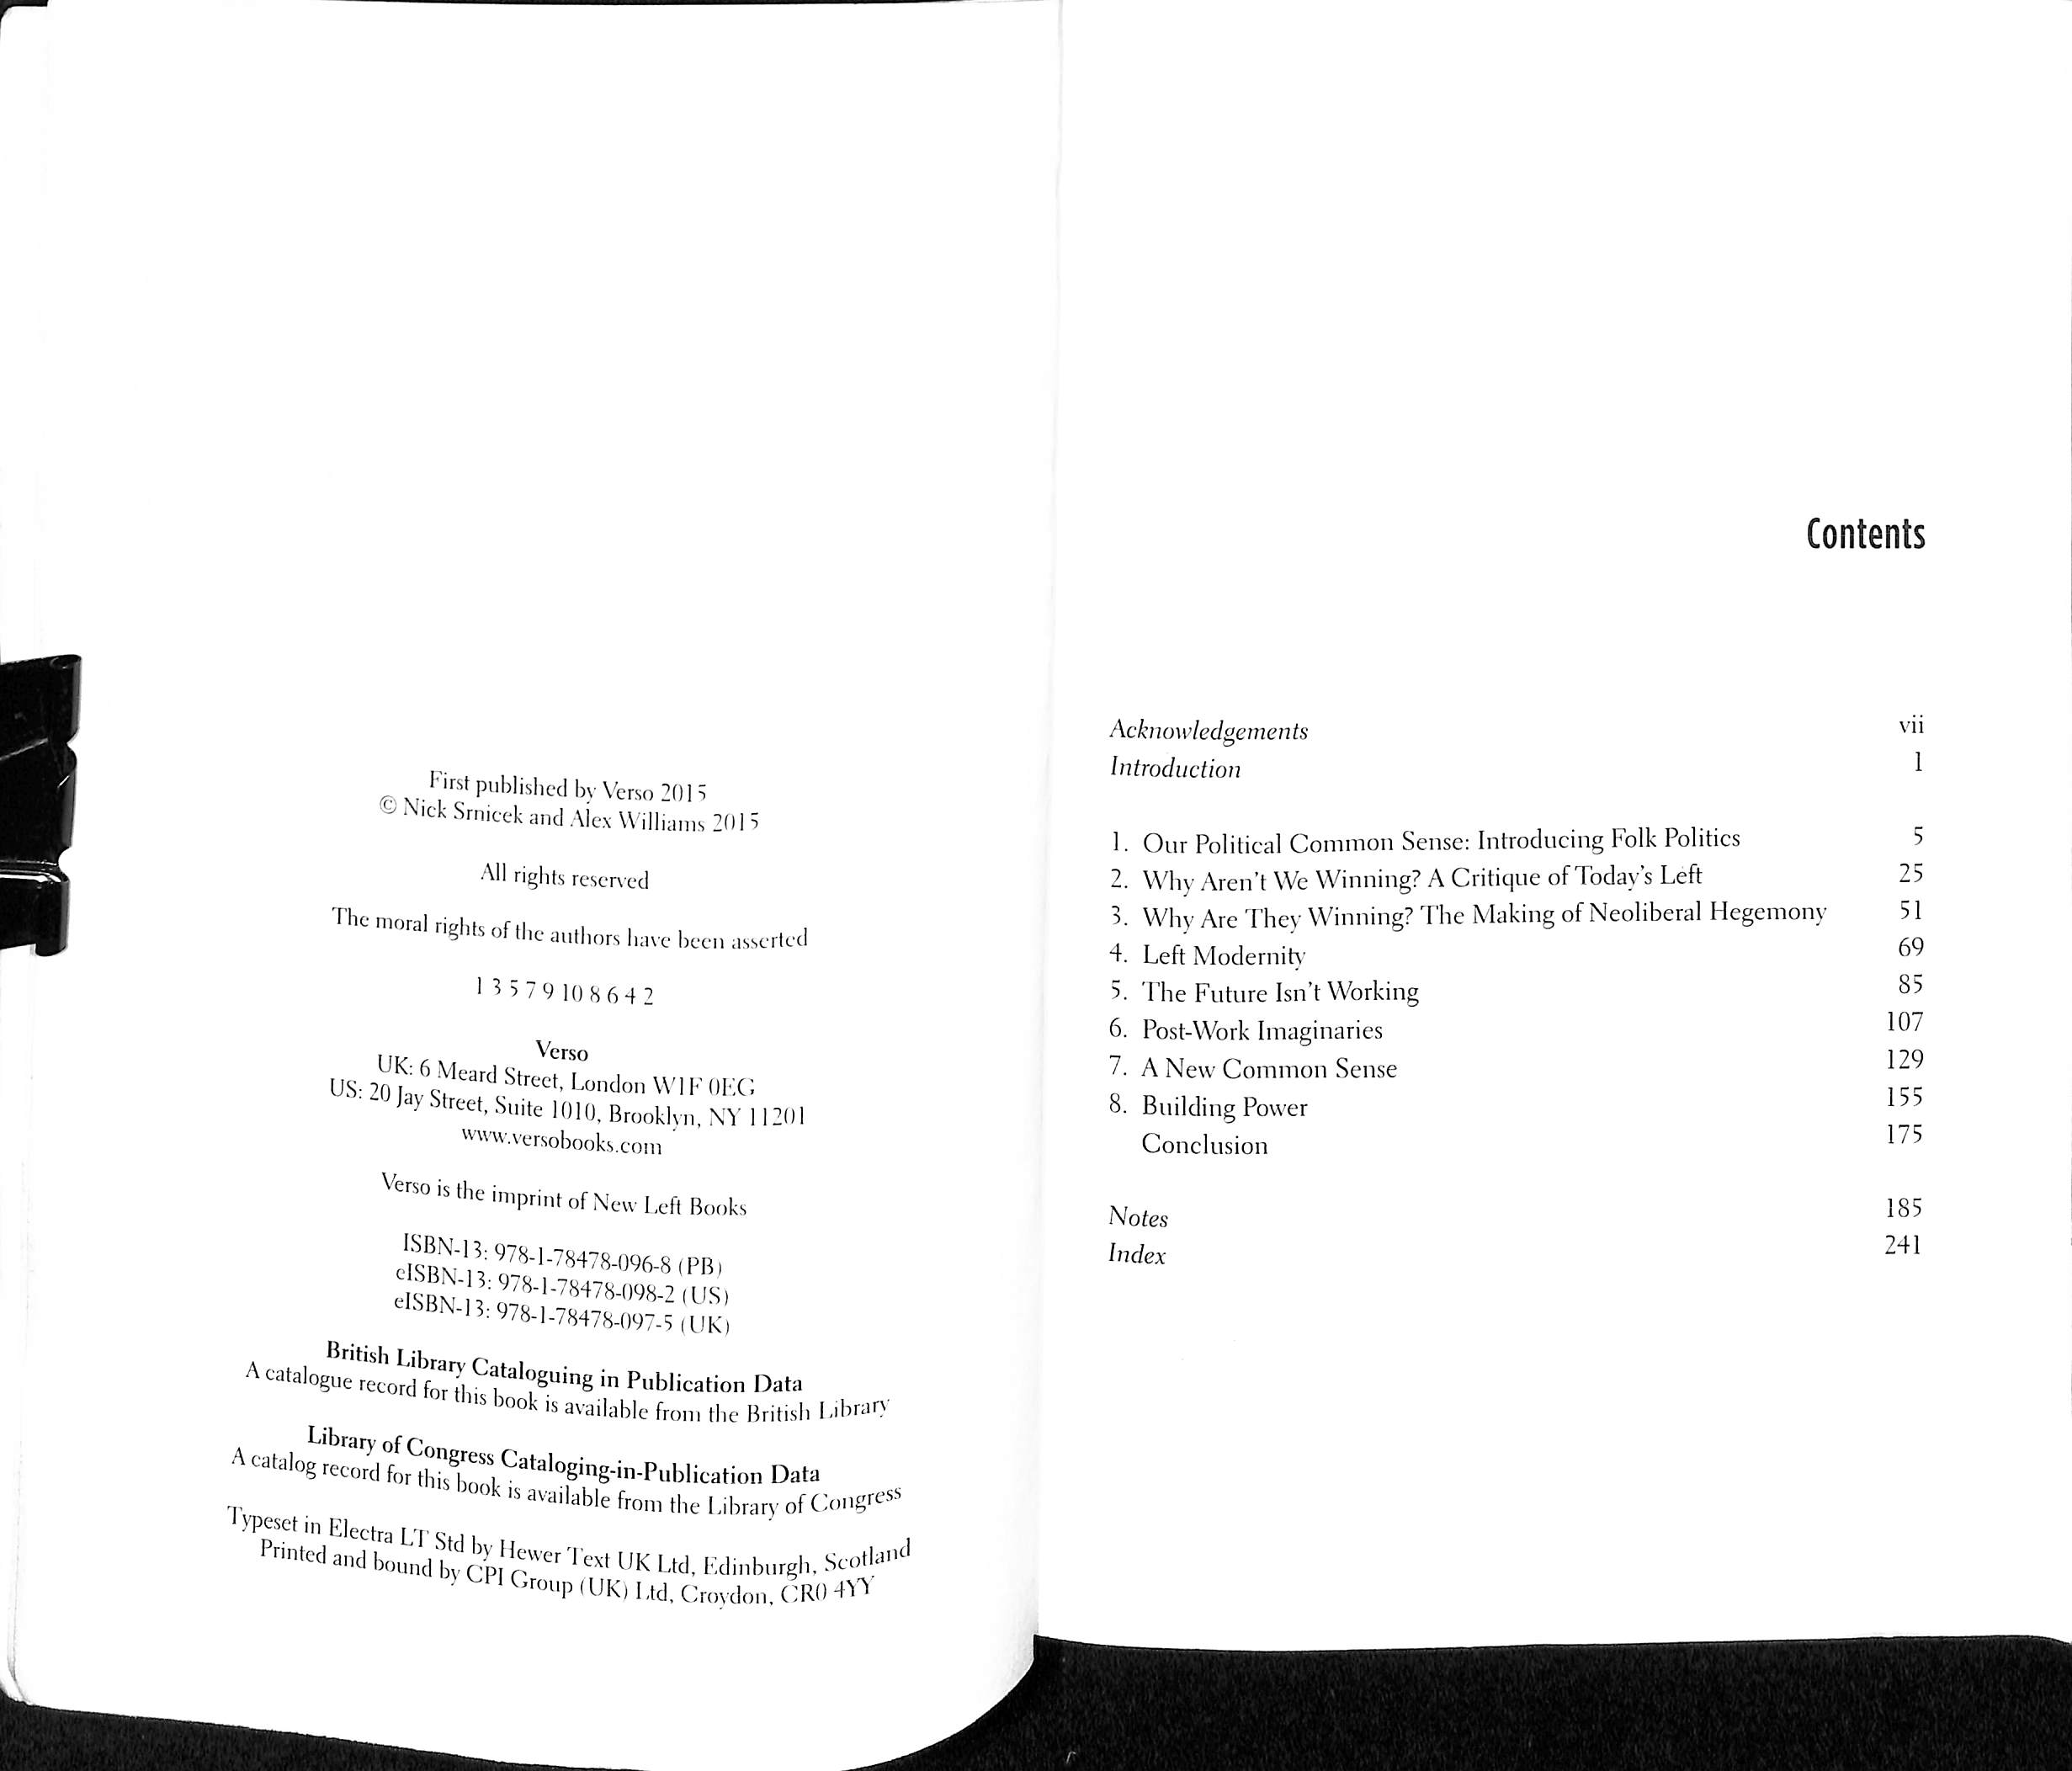 First published by Verso 2015
© Nick Srnicek and Alex Williams 2015
All rights reserved
The moral rights of the authors have been asserted
1 3 5 7 9 10 8 6 4 2
Verso
UK: 6 Meard Street, London W1F 0EG
US: 20 Jay Street, Suite 1010, Brooklyn, NY 11201
www.versobooks.com
Verso is the imprint of New Left Books
ISBN-13: 978-1-78478-096-8 (PB)
eISBN-13: 978-1-78478-098-2 (US)
eISBN-13: 978-1-78478-097-5 (UK)
British Library Cataloguing in Publication Data
A catalogue record for this book is available from the British Library
Library of Congress Cataloging-in-Publication Data
A catalog record for this book is available from the Library of Congress
Typeset in Electra LT Std by Hewer Text UK Ltd, Edinburgh, Scotland
Printed and bound by CPI Group (UK) Ltd, Croydon, CR0 4YY
Contents
Acknowledgements vii
Introduction 1
1. Our Political Common Sense: Introducing Folk Politics 5
2. Why Aren't We Winning? A Critique of Today's Left 25
3. Why Are They Winning? The Making of Neoliberal Hegemony 51
4. Left Modernity 69
5. The Future Isn't Working 85
6. Post-Work Imaginaries 107
7. A New Common Sense 129
8. Building Power 155
Conclusion 175
Notes 185
Index 241